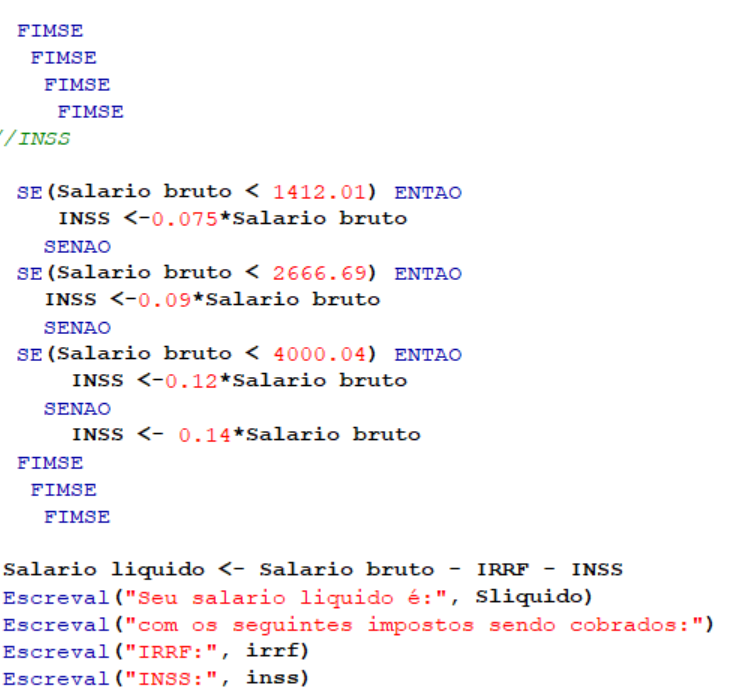 FIMSE
FIMSE
FIMSE
FIMSE
//INSS
SE(Salario bruto < 1412.01) ENTAO
INSS <-0.075*Salario bruto
SENAO
SE(Salario bruto < 2666.69) ENTAO
INSS <-0.09*Salario bruto
SENAO
SE(Salario bruto < 4000.04) ENTAO
INSS <-0.12*Salario bruto
SENAO
INSS <- 0.14*Salario bruto
FIMSE
FIMSE
FIMSE
Salario liquido <- Salario bruto - IRRF - INSS
Escreval("Seu salario liquido é:", Sliquido)
Escreval("com os seguintes impostos sendo cobrados:")
Escreval("IRRF:", irrf)
Escreval("INSS:", inss)